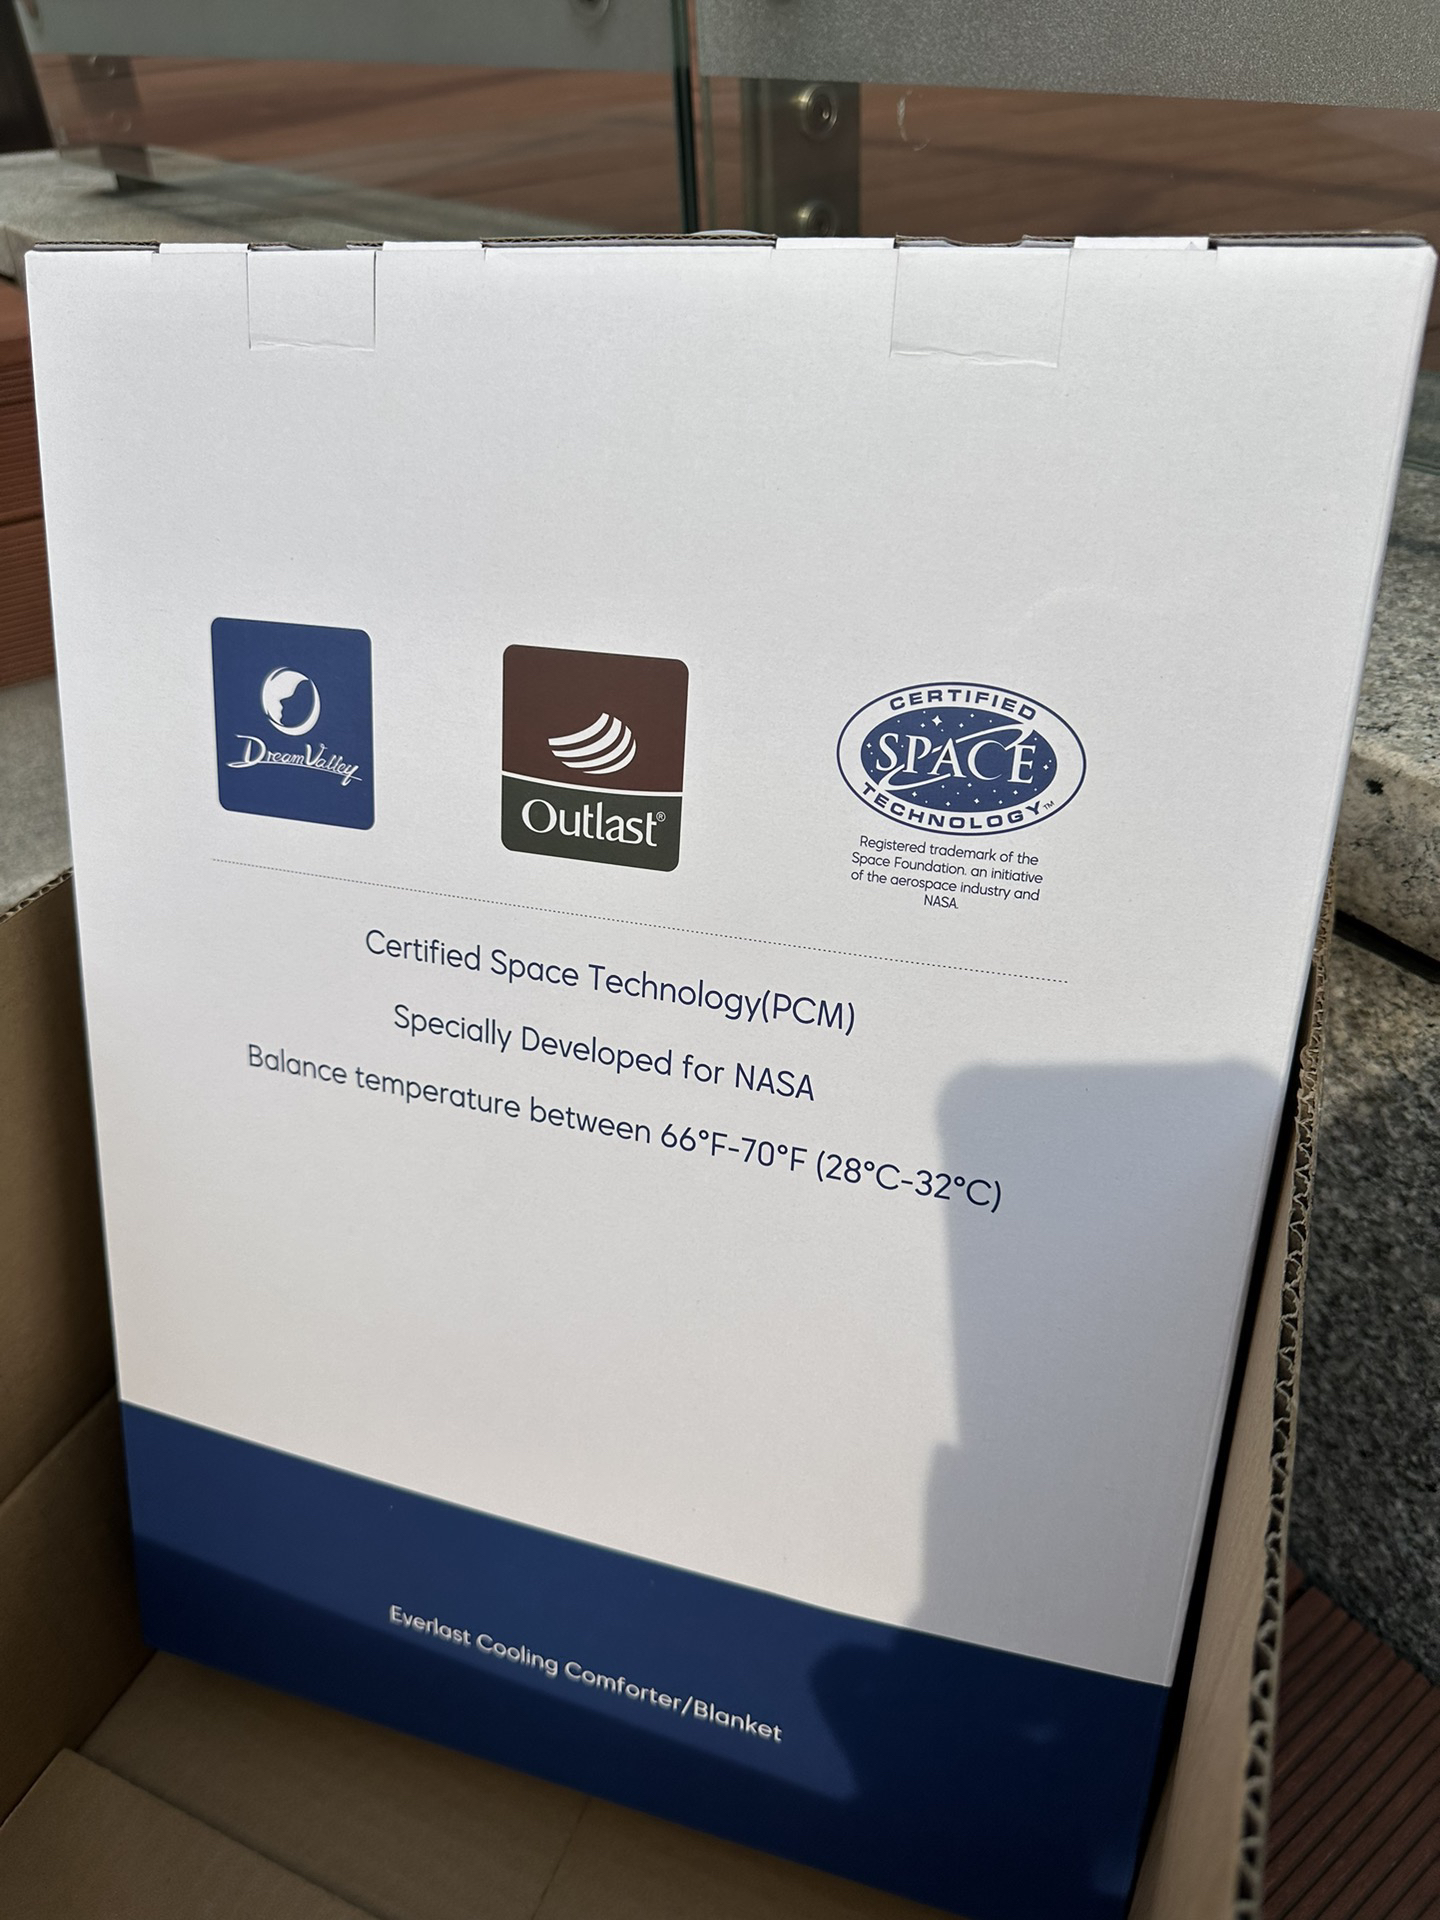 DreamValley
Outlast®
CERTIFIED
SPACE
TECHNOLOGY™
Registered trademark of the
Space Foundation. an initiative
of the aerospace industry and
NASA.
Certified Space Technology(PCM)
Specially Developed for NASA
Balance temperature between 66°F-70°F (28°C-32°C)
Everlast Cooling Comforter/Blanket